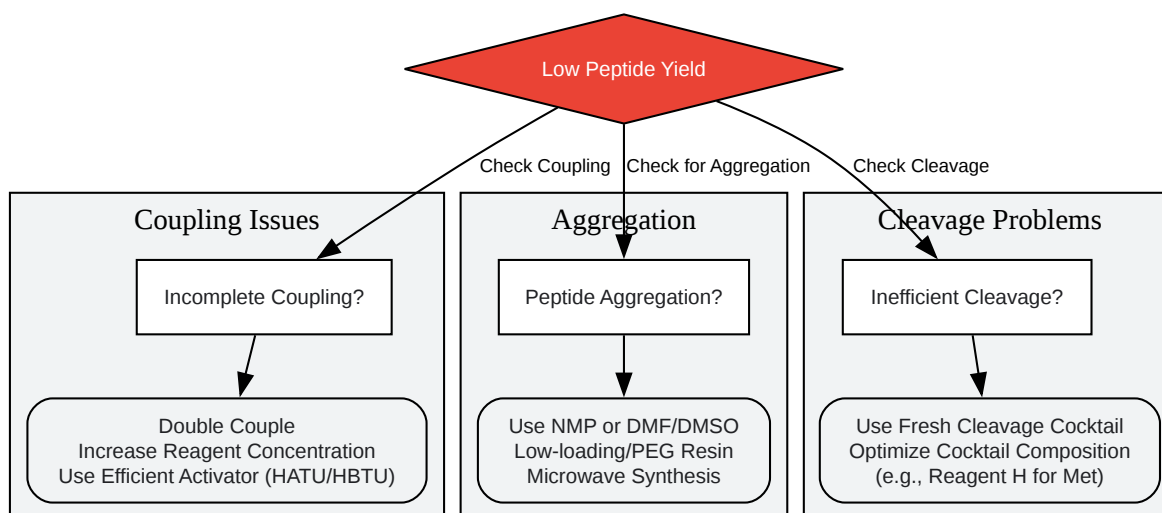 Low Peptide Yield
Check Coupling
Check for Aggregation
Check Cleavage
Coupling Issues
Aggregation
Cleavage Problems
Incomplete Coupling?
Peptide Aggregation?
Inefficient Cleavage?
Double Couple
Increase Reagent Concentration
Use Efficient Activator (HATU/HBTU)
Use NMP or DMF/DMSO
Low-loading/PEG Resin
Microwave Synthesis
Use Fresh Cleavage Cocktail
Optimize Cocktail Composition
(e.g., Reagent H for Met)